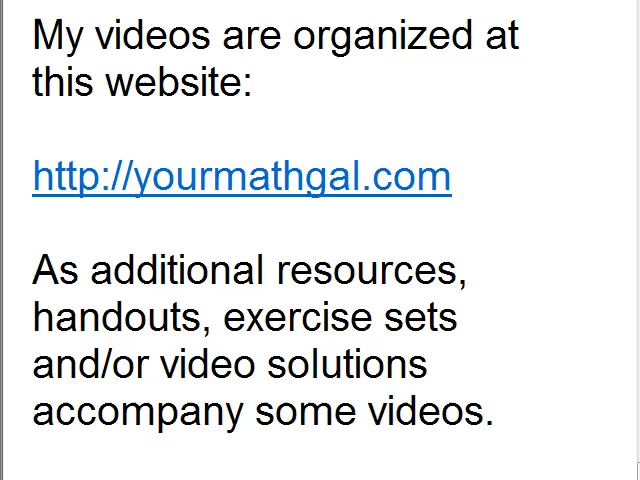 My videos are organized at
this website:
http://yourmathgal.com
As additional resources,
handouts, exercise sets
and/or video solutions
accompany some videos.